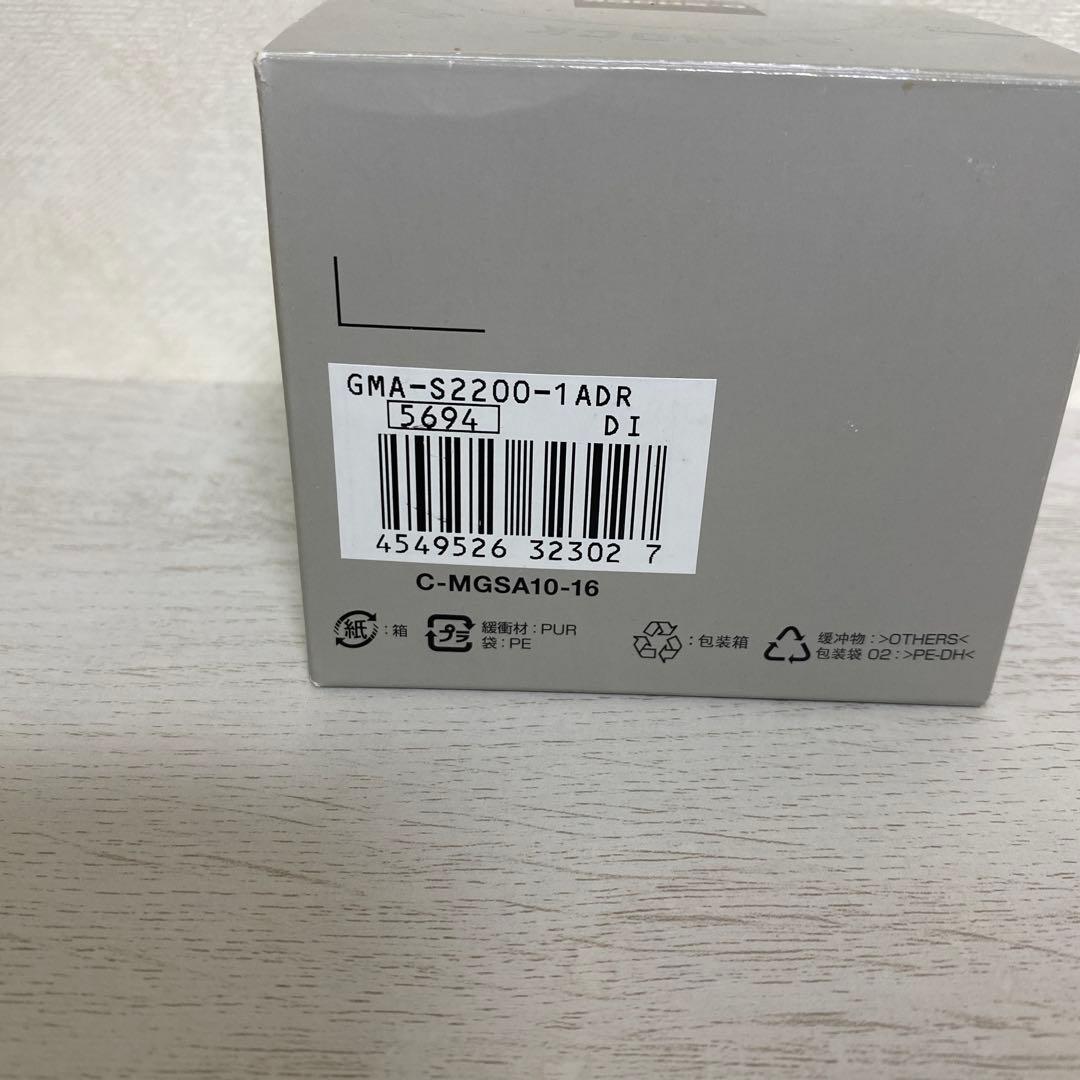 GMA-S2200-1ADR
5694 DI
4549526 32302 7
C-MGSA10-16
紙 : 箱
プラ 緩衝材 : PUR
袋 : PE
: 包装箱
缓冲物 : >OTHERS<
包装袋 02 : >PE-DH<